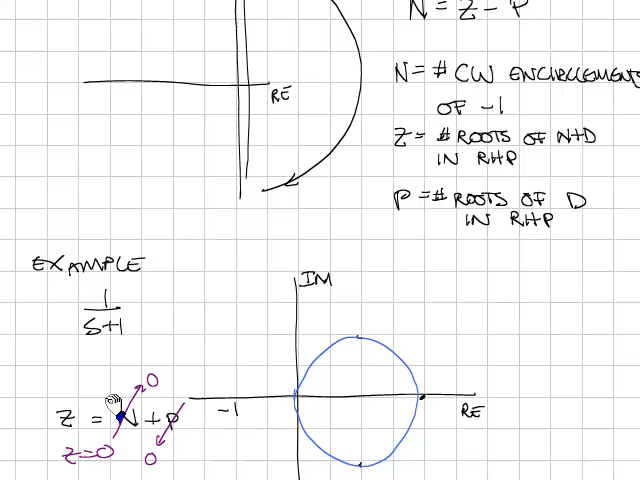 N = Z - P
RE
N = # CW ENCIRCLEMENTS
OF -1
Z = # ROOTS OF N+D
IN RHP
P = # ROOTS OF D
IN RHP
EXAMPLE
1
S+1
IM
0
Z = N + P
-1
RE
Z=0
0